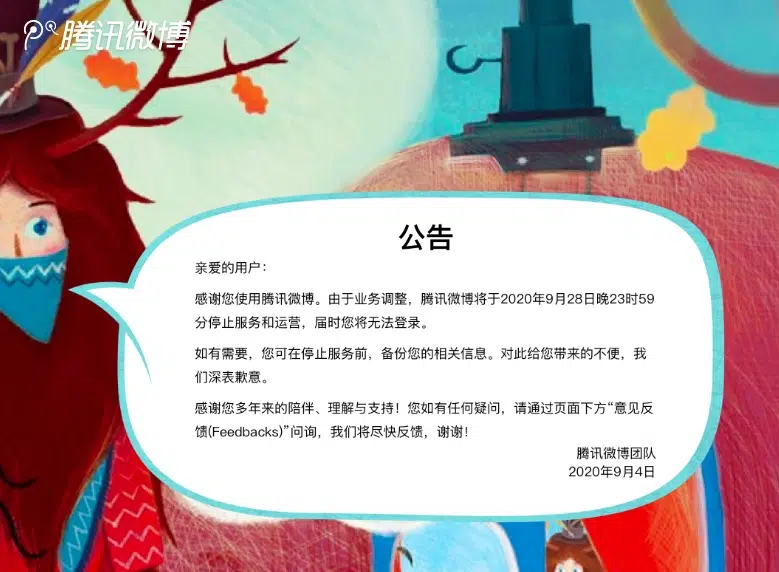 腾讯微博
公告
亲爱的用户：
感谢您使用腾讯微博。由于业务调整，腾讯微博将于2020年9月28日晚23时59
分停止服务和运营，届时您将无法登录。
如有需要，您可在停止服务前，备份您的相关信息。对此给您带来的不便，我
们深表歉意。
感谢您多年来的陪伴、理解与支持！您如有任何疑问，请通过页面下方“意见反
馈(Feedbacks)”问询，我们将尽快反馈，谢谢！
腾讯微博团队
2020年9月4日